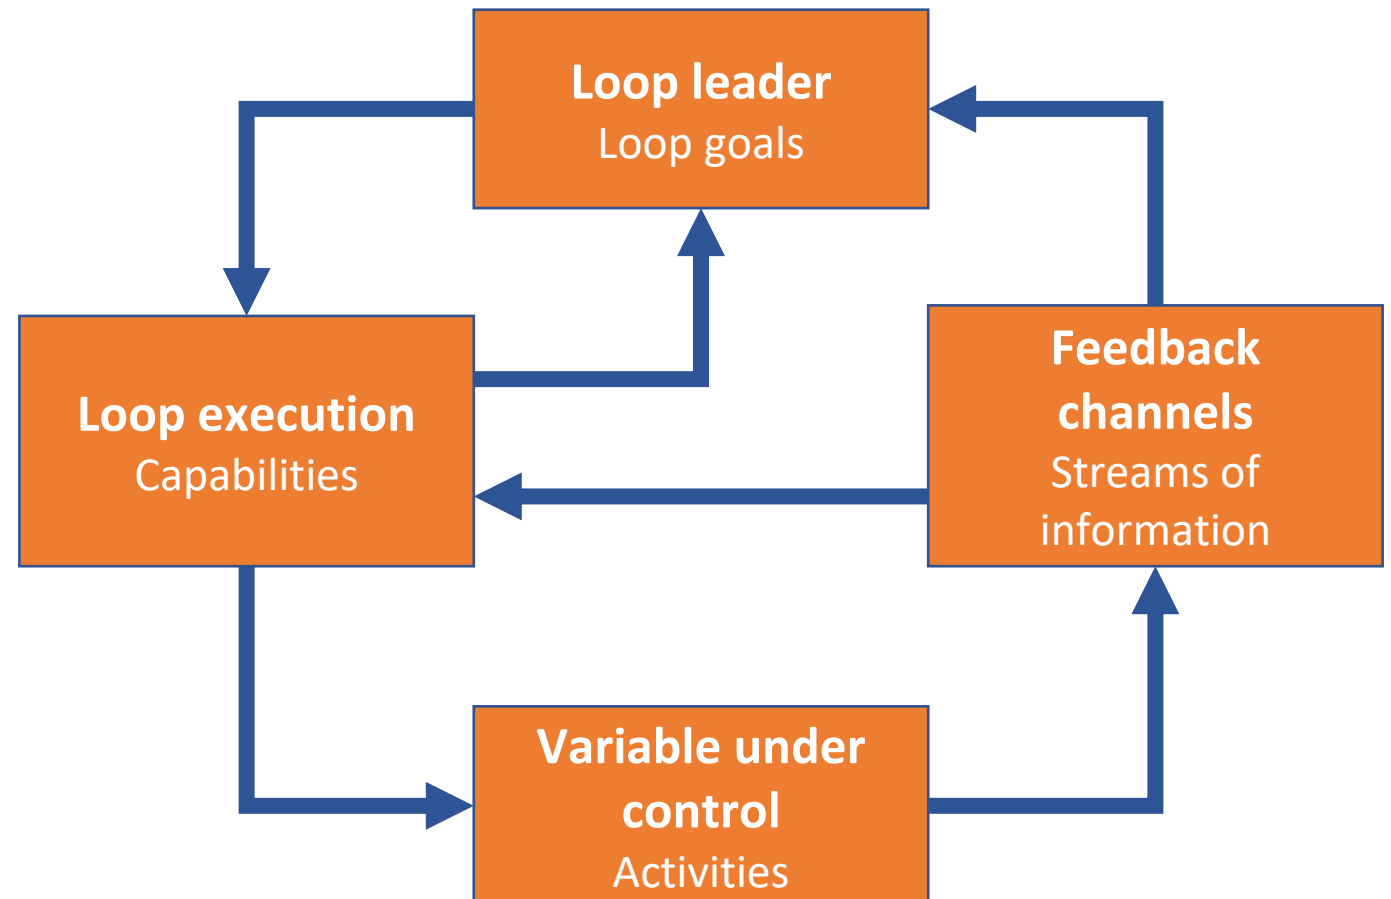 Loop leader
Loop goals
Loop execution
Capabilities
Feedback
channels
Streams of
information
Variable under
control
Activities